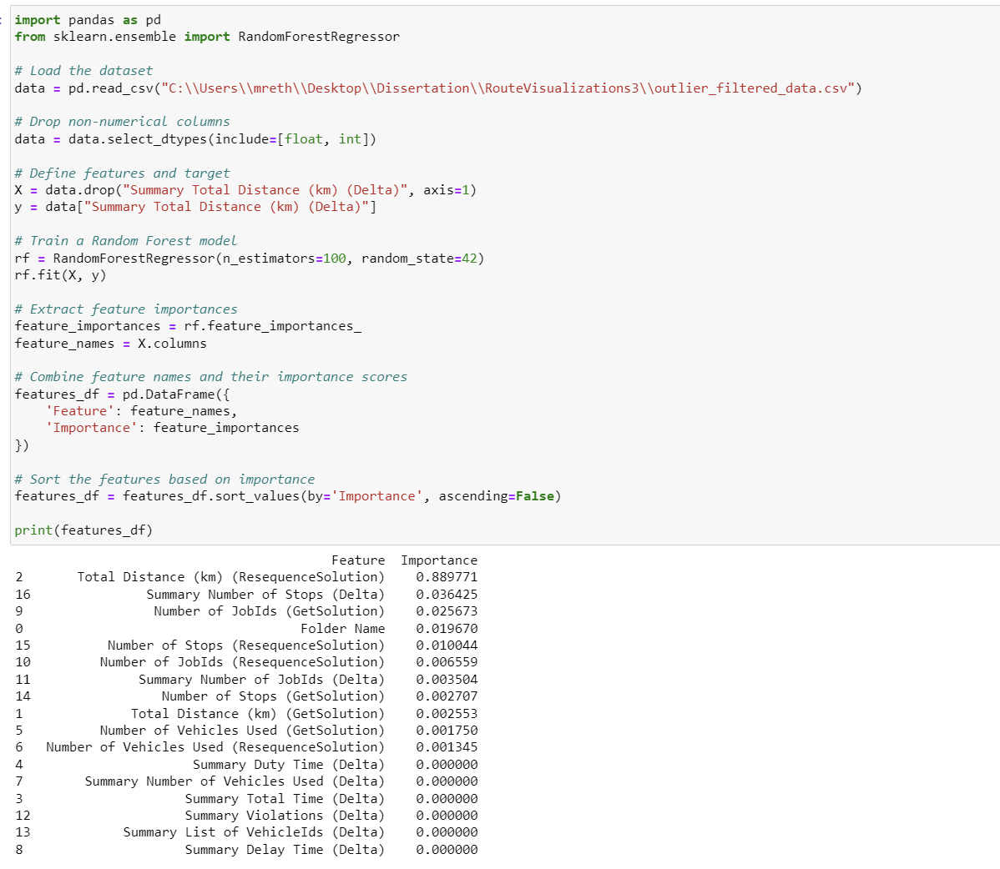 import pandas as pd
from sklearn.ensemble import RandomForestRegressor
# Load the dataset
data = pd.read_csv("C:\\Users\\mreth\\Desktop\\Dissertation\\RouteVisualizations3\\outlier_filtered_data.csv")
# Drop non-numerical columns
data = data.select_dtypes(include=[float, int])
# Define features and target
X = data.drop("Summary Total Distance (km) (Delta)", axis=1)
y = data["Summary Total Distance (km) (Delta)"]
# Train a Random Forest model
rf = RandomForestRegressor(n_estimators=100, random_state=42)
rf.fit(X, y)
# Extract feature importances
feature_importances = rf.feature_importances_
feature_names = X.columns
# Combine feature names and their importance scores
features_df = pd.DataFrame({
    'Feature': feature_names,
    'Importance': feature_importances
})
# Sort the features based on importance
features_df = features_df.sort_values(by='Importance', ascending=False)
print(features_df)
Feature Importance
2 Total Distance (km) (ResequenceSolution) 0.889771
16 Summary Number of Stops (Delta) 0.036425
9 Number of JobIds (GetSolution) 0.025673
0 Folder Name 0.019670
15 Number of Stops (ResequenceSolution) 0.010044
10 Number of JobIds (ResequenceSolution) 0.006559
11 Summary Number of JobIds (Delta) 0.003504
14 Number of Stops (GetSolution) 0.002707
1 Total Distance (km) (GetSolution) 0.002553
5 Number of Vehicles Used (GetSolution) 0.001750
6 Number of Vehicles Used (ResequenceSolution) 0.001345
4 Summary Duty Time (Delta) 0.000000
7 Summary Number of Vehicles Used (Delta) 0.000000
3 Summary Total Time (Delta) 0.000000
12 Summary Violations (Delta) 0.000000
13 Summary List of VehicleIds (Delta) 0.000000
8 Summary Delay Time (Delta) 0.000000